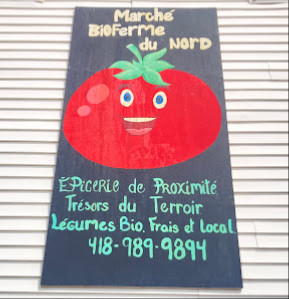 Marché
BioFerme
du NORD
ÉPicerie de Proximité
Trésors du Terroir
Légumes Bio, Frais et Local
418-989-9894